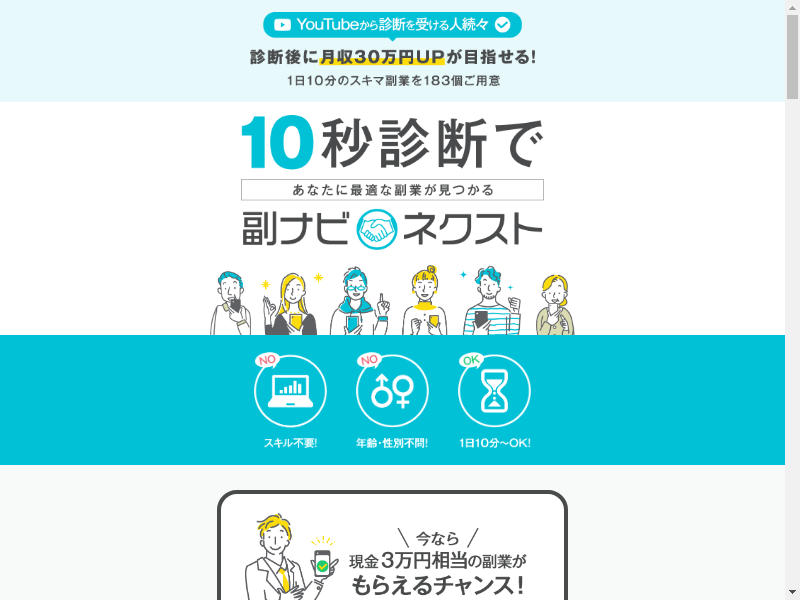 YouTubeから診断を受ける人続々
診断後に月収30万円UPが目指せる!
1日10分のスキマ副業を183個ご用意
10秒診断で
あなたに最適な副業が見つかる
副ナビネクスト
NO NO OK
スキル不要! 年齢・性別不問! 1日10分〜OK!
今なら
現金3万円相当の副業が
もらえるチャンス!